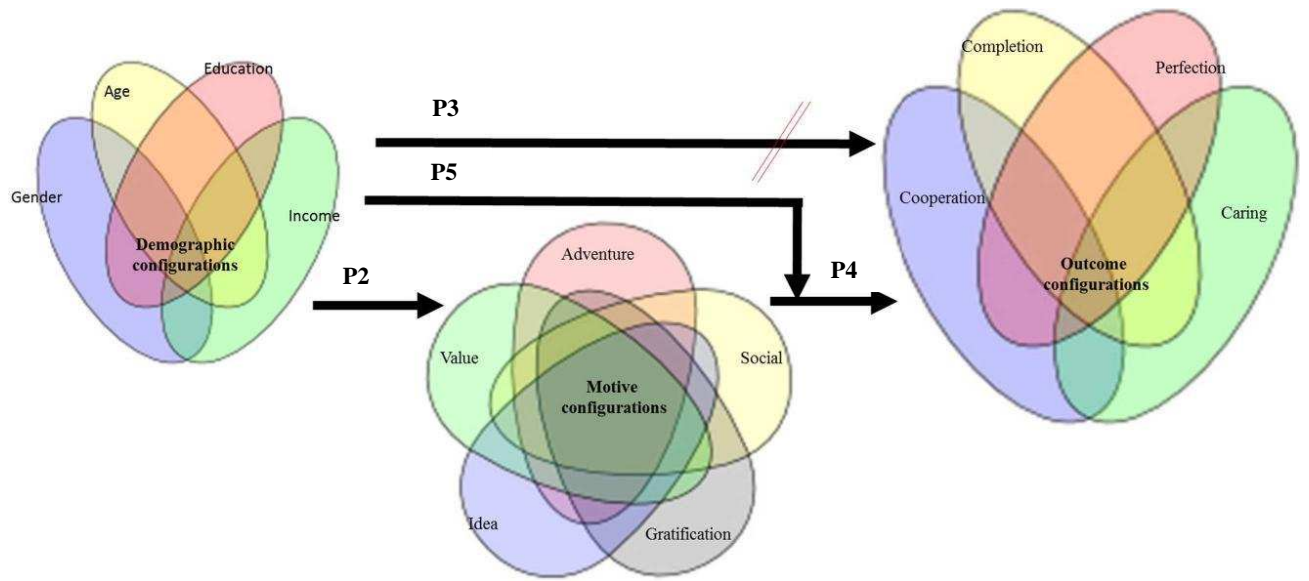 Education
Age
Gender
Income
Demographic
configurations
P3
P5
P2
P4
Adventure
Value
Social
Motive
configurations
Idea
Gratification
Completion
Perfection
Cooperation
Caring
Outcome
configurations